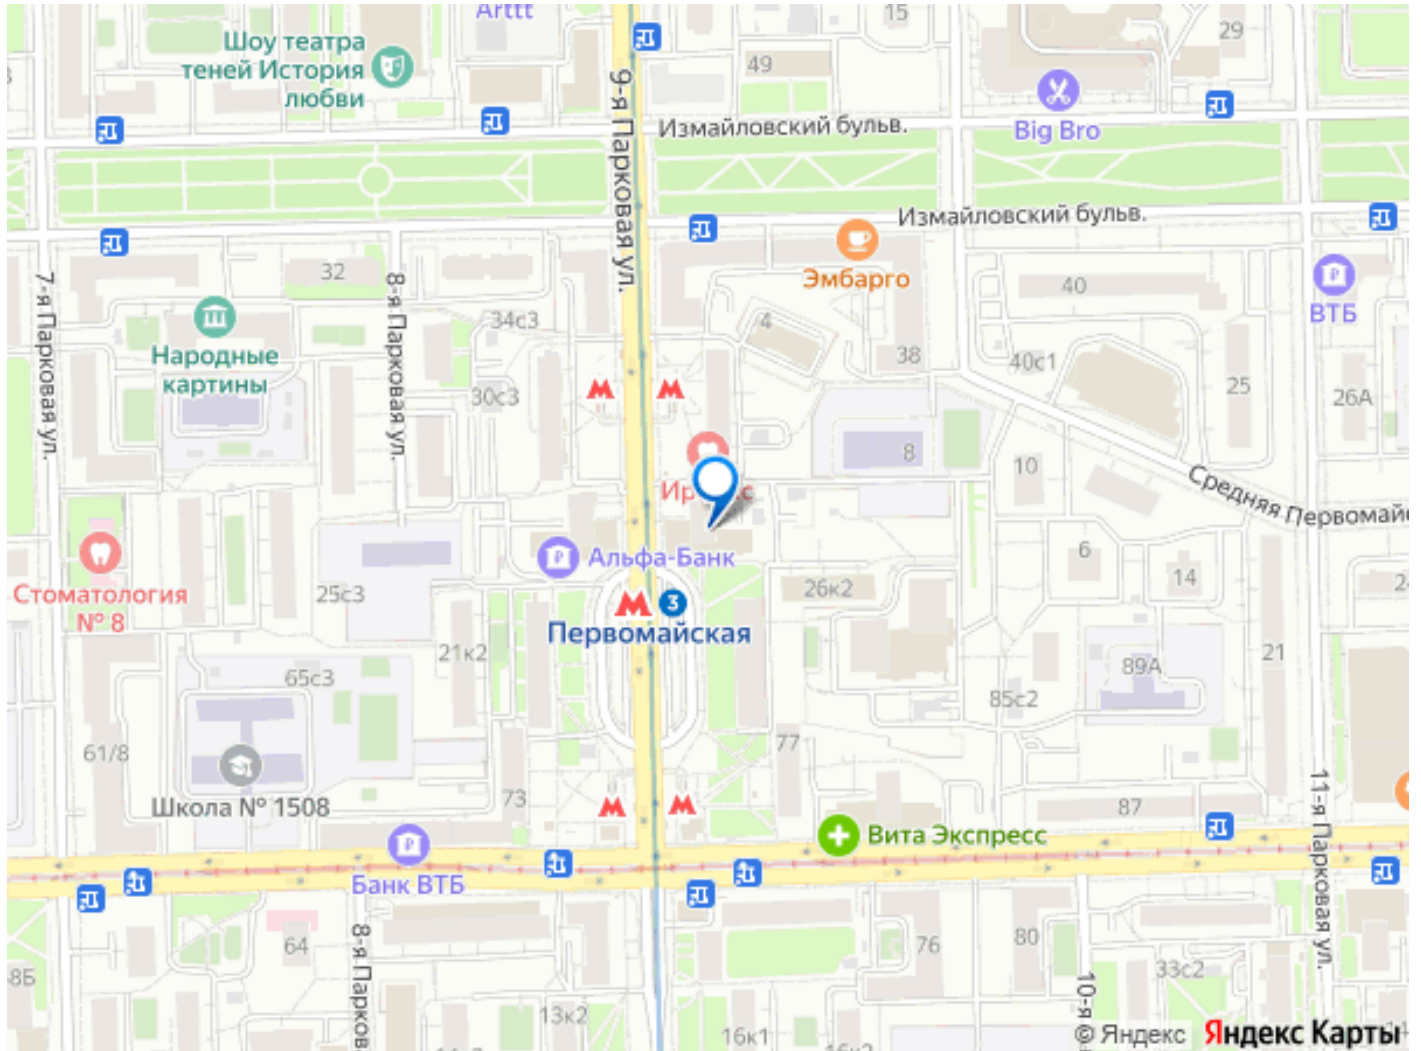 Arttt
15
29
Шоу театра
теней История
любви
49
Big Bro
Измайловский бульв.
9-я Парковая ул.
Измайловский бульв.
Эмбарго
32
40
ВТБ
7-я Парковая ул.
8-я Парковая ул.
34с3
4
Народные
картины
38
40с1
25
30с3
26А
8
10
Средняя Первомай
Альфа-Банк
6
14
26к2
Стоматология
№ 8
25с3
3
Первомайская
21к2
21
65с3
89А
85с2
61/8
77
Школа № 1508
73
87
11-я Парковая ул.
Вита Экспресс
Банк ВТБ
64
8-я Парков
76
80
33с2
8Б
10-я
13к2
16к1
© Яндекс Яндекс Карты